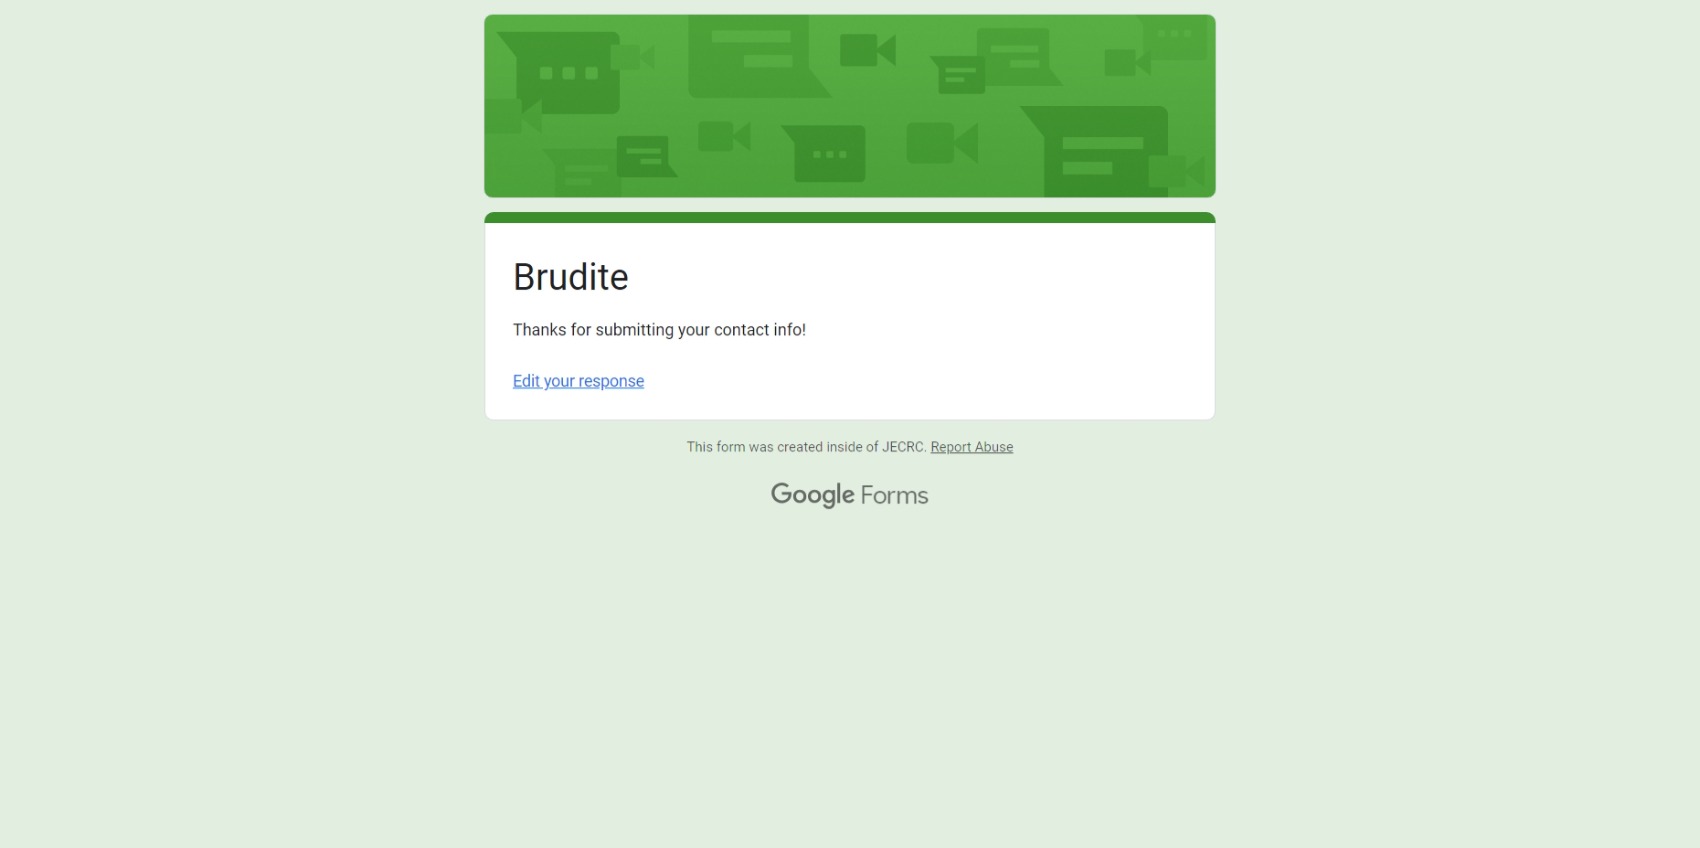 Brudite
Thanks for submitting your contact info!
Edit your response
This form was created inside of JECRC. Report Abuse
Google Forms